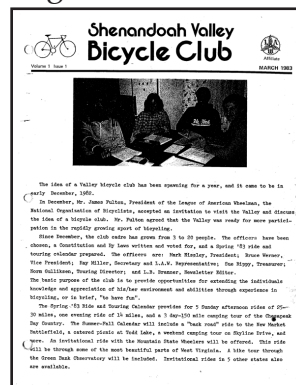 Shenandoah Valley
Bicycle Club
Affiliate
Volume 1 Issue 1
MARCH 1983
The idea of a Valley bicycle club has been spawning for a year, and it came to be in
early December, 1982.
In December, Mr. James Fulton, President of the League of American Wheelman, the
National Organisation of Bicyclists, accepted an invitation to visit the Valley and discuss
the idea of a bicycle club. Mr. Fulton agreed that the Valley was ready for more partici-
pation in the rapidly growing sport of bicycling.
Since December, the club cadre has grown from 3 to 20 people. The officers have been
chosen, a Constitution and By Laws written and voted for, and a Spring '83 ride and
touring calendar prepared. The officers are: Mark Nissley, President; Bruce Werner,
Vice President; Ray Miller, Secretary and L.A.W. Representative; Sue Rippy, Treasurer;
Norm Gulliken, Touring Director; and L.B. Brunner, Newsletter Editor.
The basic purpose of the club is to provide opportunities for extending the individuals
knowledge and appreciation of his/her environment and abilities through experience in
bicycling, or in brief, "to have fun".
The Spring '83 Ride and Touring Calendar provides for 5 Sunday afternoon rides of 25-
30 miles, one evening ride of 14 miles, and a 3 day-150 mile camping tour of the Chesapeak
Bay Country. The Summer-Fall Calendar will include a "back road" ride to the New Market
Battlefield, a catered picnic at Todd Lake, a weekend camping tour on Skyline Drive, and
more. An invitational ride with the Mountain State Wheelers will be offered. This ride
will be through some of the most beautiful parts of West Virginia. A bike tour through
the Green Bank Observatory will be included. Invitational rides in 5 other states also
are available.